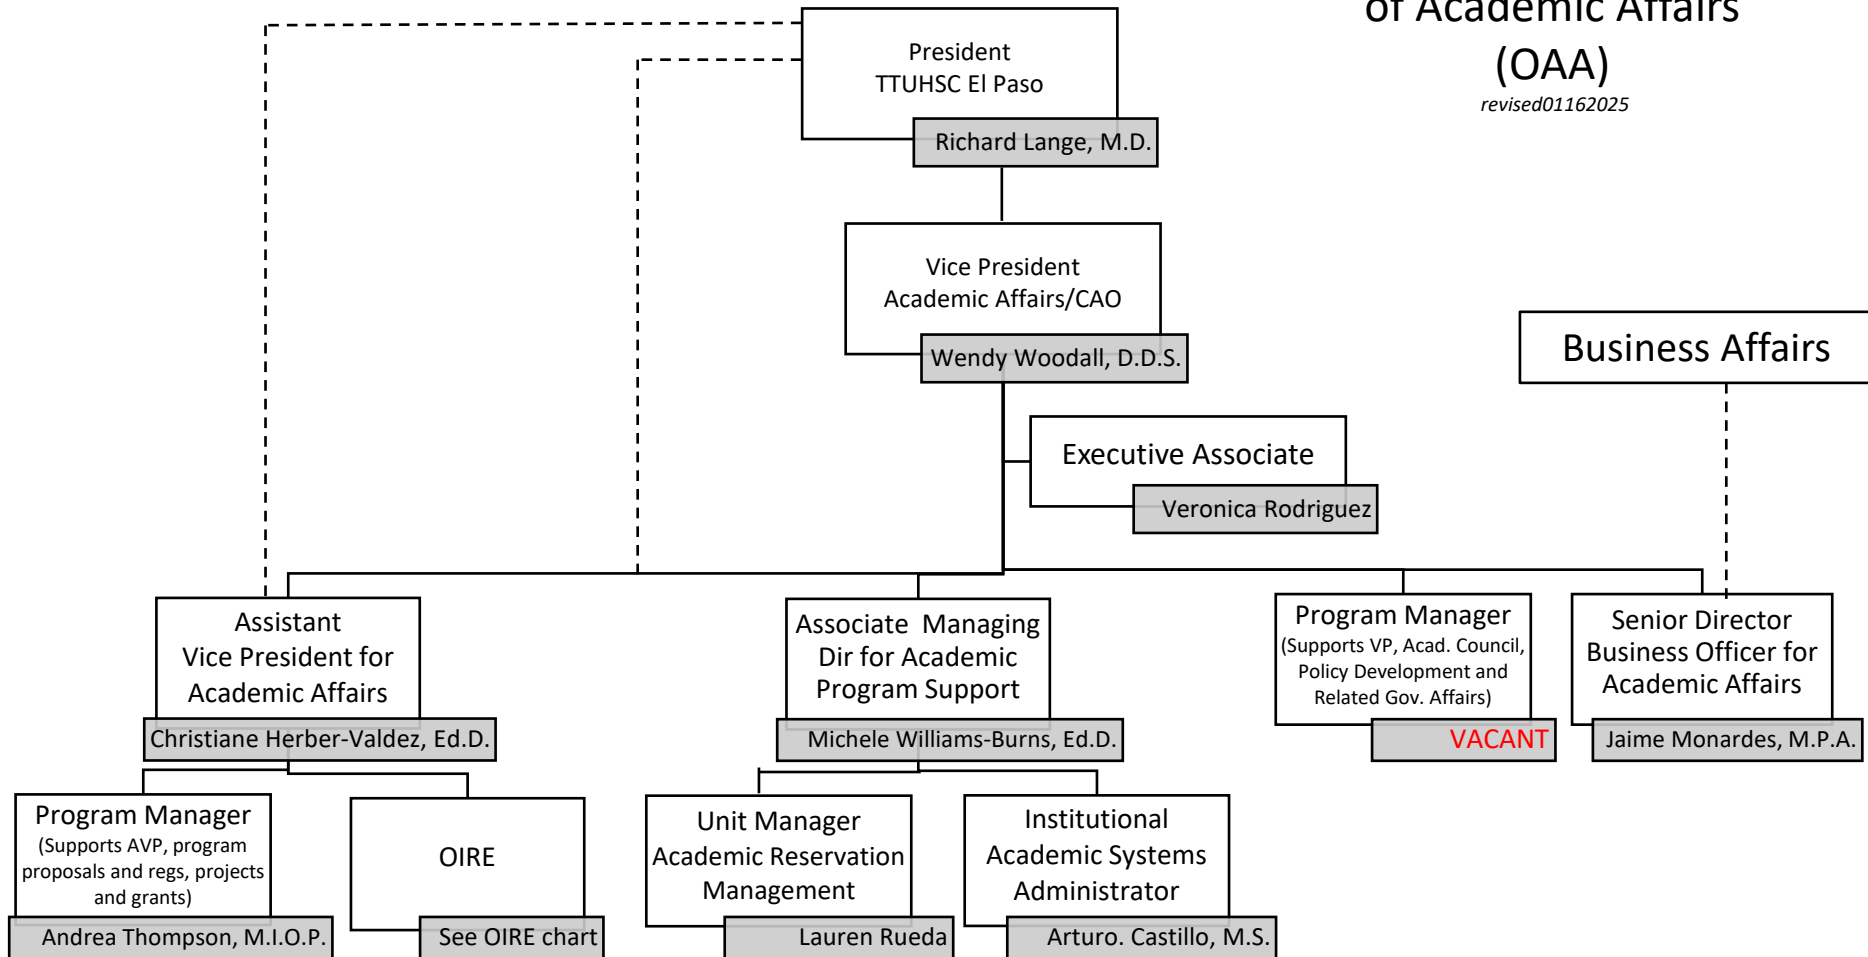 of Academic Affairs
(OAA)
revised01162025
President
TTUHSC El Paso
Richard Lange, M.D.
Vice President
Academic Affairs/CAO
Wendy Woodall, D.D.S.
Business Affairs
Executive Associate
Veronica Rodriguez
Assistant
Vice President for
Academic Affairs
Christiane Herber-Valdez, Ed.D.
Associate Managing
Dir for Academic
Program Support
Michele Williams-Burns, Ed.D.
Program Manager
(Supports VP, Acad. Council,
Policy Development and
Related Gov. Affairs)
VACANT
Senior Director
Business Officer for
Academic Affairs
Jaime Monardes, M.P.A.
Program Manager
(Supports AVP, program
proposals and regs, projects
and grants)
Andrea Thompson, M.I.O.P.
OIRE
See OIRE chart
Unit Manager
Academic Reservation
Management
Lauren Rueda
Institutional
Academic Systems
Administrator
Arturo. Castillo, M.S.